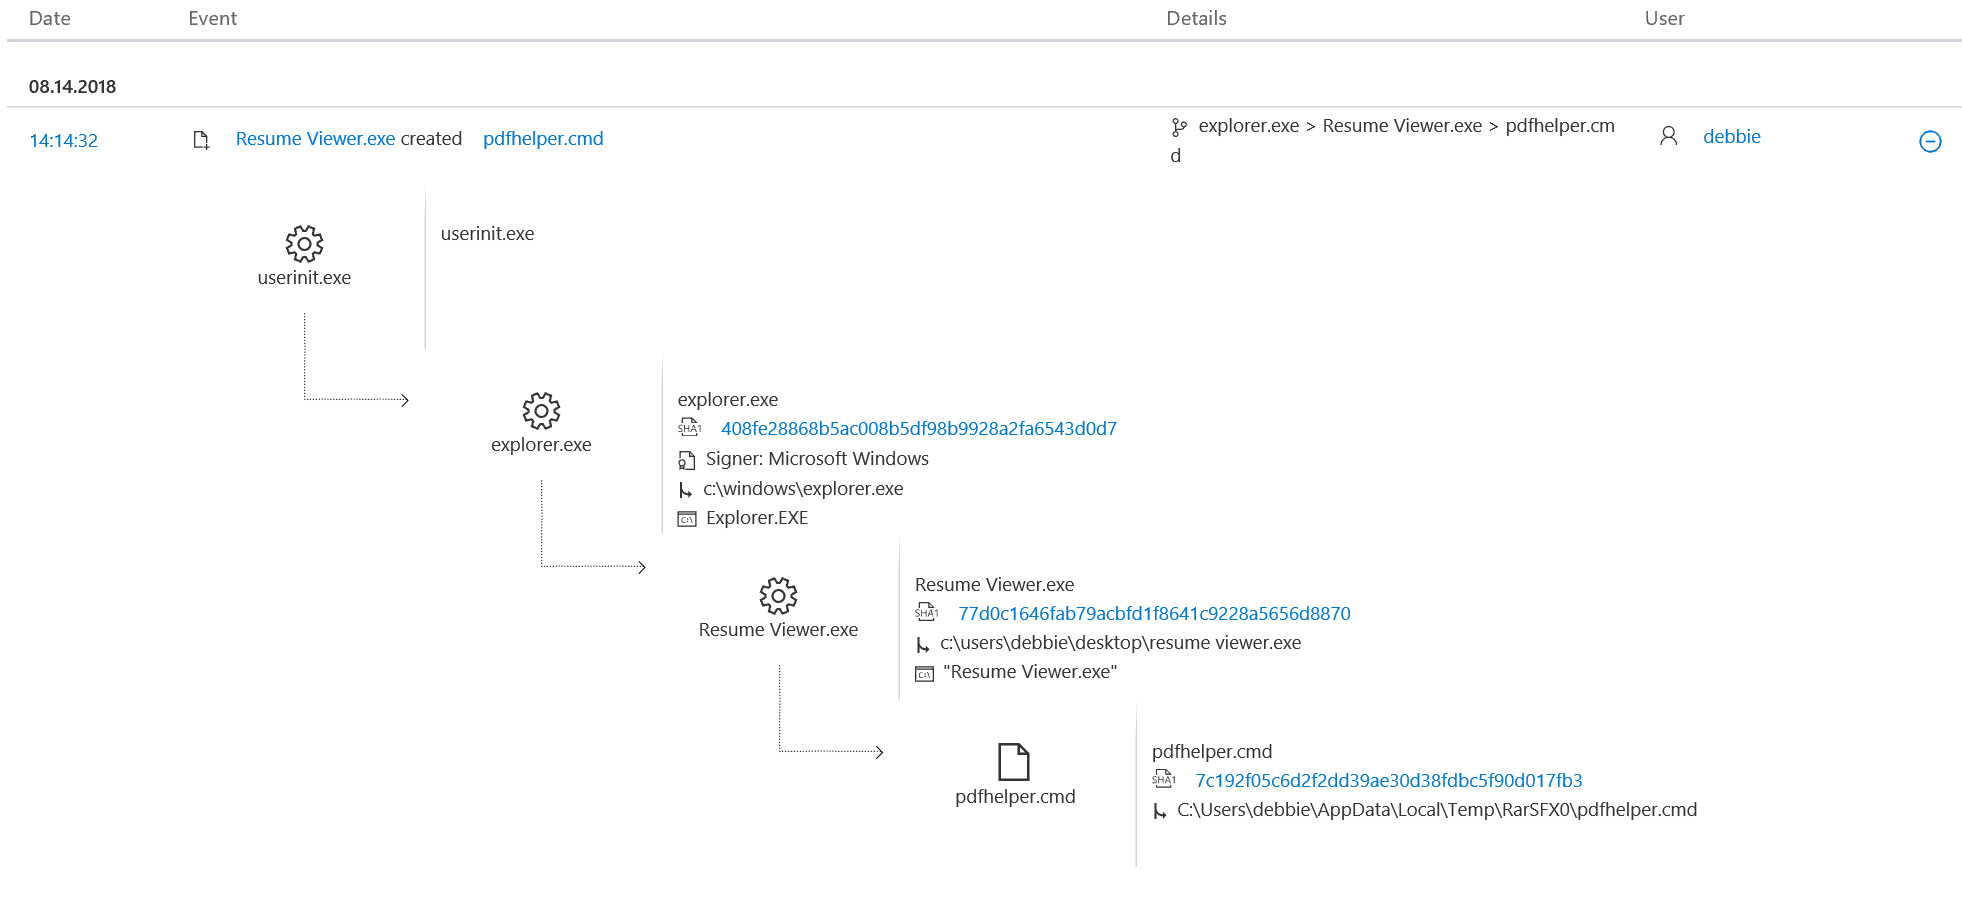 Date Event Details User
08.14.2018
14:14:32 Resume Viewer.exe created pdfhelper.cmd explorer.exe > Resume Viewer.exe > pdfhelper.cm debbie
d
userinit.exe
userinit.exe
explorer.exe
SHA1 408fe28868b5ac008b5df98b9928a2fa6543d0d7
explorer.exe
Signer: Microsoft Windows
c:\windows\explorer.exe
C:\ Explorer.EXE
Resume Viewer.exe
SHA1 77d0c1646fab79acbfd1f8641c9228a5656d8870
Resume Viewer.exe
c:\users\debbie\desktop\resume viewer.exe
C:\ "Resume Viewer.exe"
pdfhelper.cmd
SHA1 7c192f05c6d2f2dd39ae30d38fdbc5f90d017fb3
pdfhelper.cmd
C:\Users\debbie\AppData\Local\Temp\RarSFX0\pdfhelper.cmd